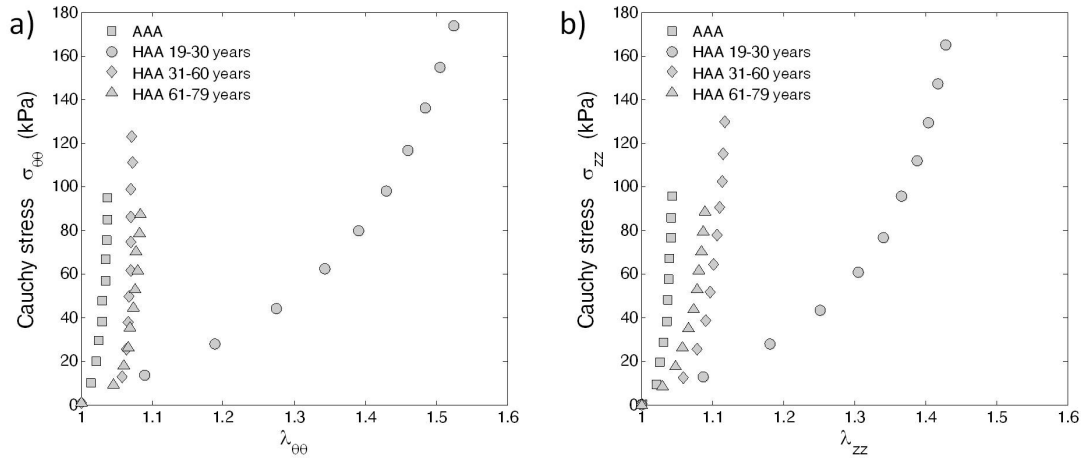 a)
180
160
140
120
100
80
60
40
20
0
Cauchy stress σθθ (kPa)
AAA
HAA 19-30 years
HAA 31-60 years
HAA 61-79 years
1 1.1 1.2 1.3 1.4 1.5 1.6
λθθ
b)
180
160
140
120
100
80
60
40
20
0
Cauchy stress σzz (kPa)
AAA
HAA 19-30 years
HAA 31-60 years
HAA 61-79 years
1 1.1 1.2 1.3 1.4 1.5 1.6
λzz